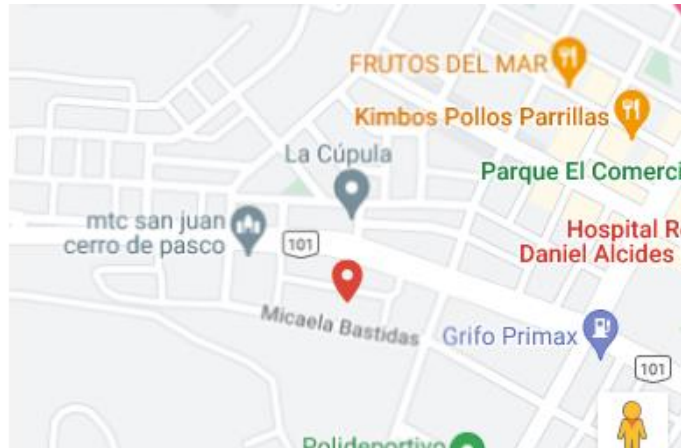 FRUTOS DEL MAR
Kimbos Pollos Parrillas
La Cúpula
Parque El Comerci
mtc san juan
cerro de pasco
101
Hospital R
Daniel Alcides
Micaela Bastidas
Grifo Primax
101
Polideportivo